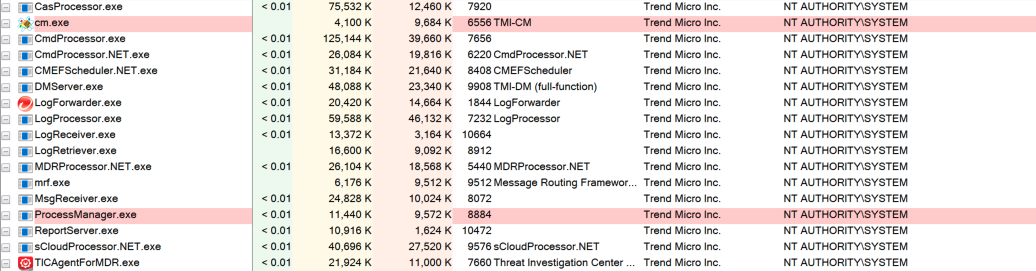 CasProcessor.exe < 0.01 75,532 K 12,460 K 7920 Trend Micro Inc. NT AUTHORITY\SYSTEM
cm.exe 4,100 K 9,684 K 6556 TMI-CM Trend Micro Inc. NT AUTHORITY\SYSTEM
CmdProcessor.exe < 0.01 125,144 K 39,660 K 7656 Trend Micro Inc. NT AUTHORITY\SYSTEM
CmdProcessor.NET.exe < 0.01 26,084 K 19,816 K 6220 CmdProcessor.NET Trend Micro Inc. NT AUTHORITY\SYSTEM
CMEFScheduler.NET.exe < 0.01 31,184 K 21,640 K 8408 CMEFScheduler Trend Micro Inc. NT AUTHORITY\SYSTEM
DMServer.exe < 0.01 48,088 K 23,340 K 9908 TMI-DM (full-function) Trend Micro Inc. NT AUTHORITY\SYSTEM
LogForwarder.exe < 0.01 20,420 K 14,664 K 1844 LogForwarder Trend Micro Inc. NT AUTHORITY\SYSTEM
LogProcessor.exe < 0.01 59,588 K 46,132 K 7232 LogProcessor Trend Micro Inc. NT AUTHORITY\SYSTEM
LogReceiver.exe < 0.01 13,372 K 3,164 K 10664 Trend Micro Inc. NT AUTHORITY\SYSTEM
LogRetriever.exe 16,600 K 9,092 K 8912 Trend Micro Inc. NT AUTHORITY\SYSTEM
MDRProcessor.NET.exe < 0.01 26,104 K 18,568 K 5440 MDRProcessor.NET Trend Micro Inc. NT AUTHORITY\SYSTEM
mrf.exe 6,176 K 9,512 K 9512 Message Routing Framewor... Trend Micro Inc. NT AUTHORITY\SYSTEM
MsgReceiver.exe < 0.01 24,828 K 10,024 K 8072 Trend Micro Inc. NT AUTHORITY\SYSTEM
ProcessManager.exe < 0.01 11,440 K 9,572 K 8884 Trend Micro Inc. NT AUTHORITY\SYSTEM
ReportServer.exe < 0.01 10,916 K 1,624 K 10472 Trend Micro Inc. NT AUTHORITY\SYSTEM
sCloudProcessor.NET.exe < 0.01 40,696 K 27,520 K 9576 sCloudProcessor.NET Trend Micro Inc. NT AUTHORITY\SYSTEM
TICAgentForMDR.exe < 0.01 21,924 K 11,000 K 7660 Threat Investigation Center ... Trend Micro Inc. NT AUTHORITY\SYSTEM